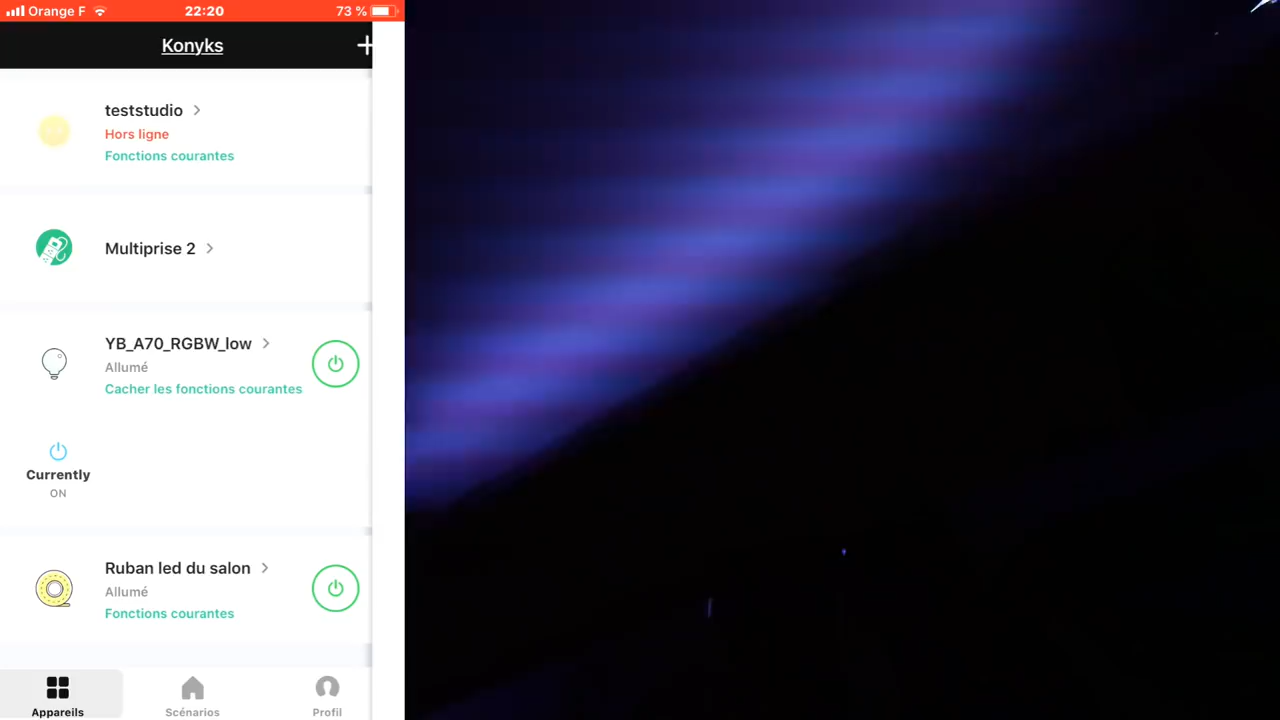 Orange F 22:20 73 %
Konyks
teststudio
Hors ligne
Fonctions courantes
Multiprise 2
YB_A70_RGBW_low
Allumé
Cacher les fonctions courantes
Currently
ON
Ruban led du salon
Allumé
Fonctions courantes
Appareils Scénarios Profil